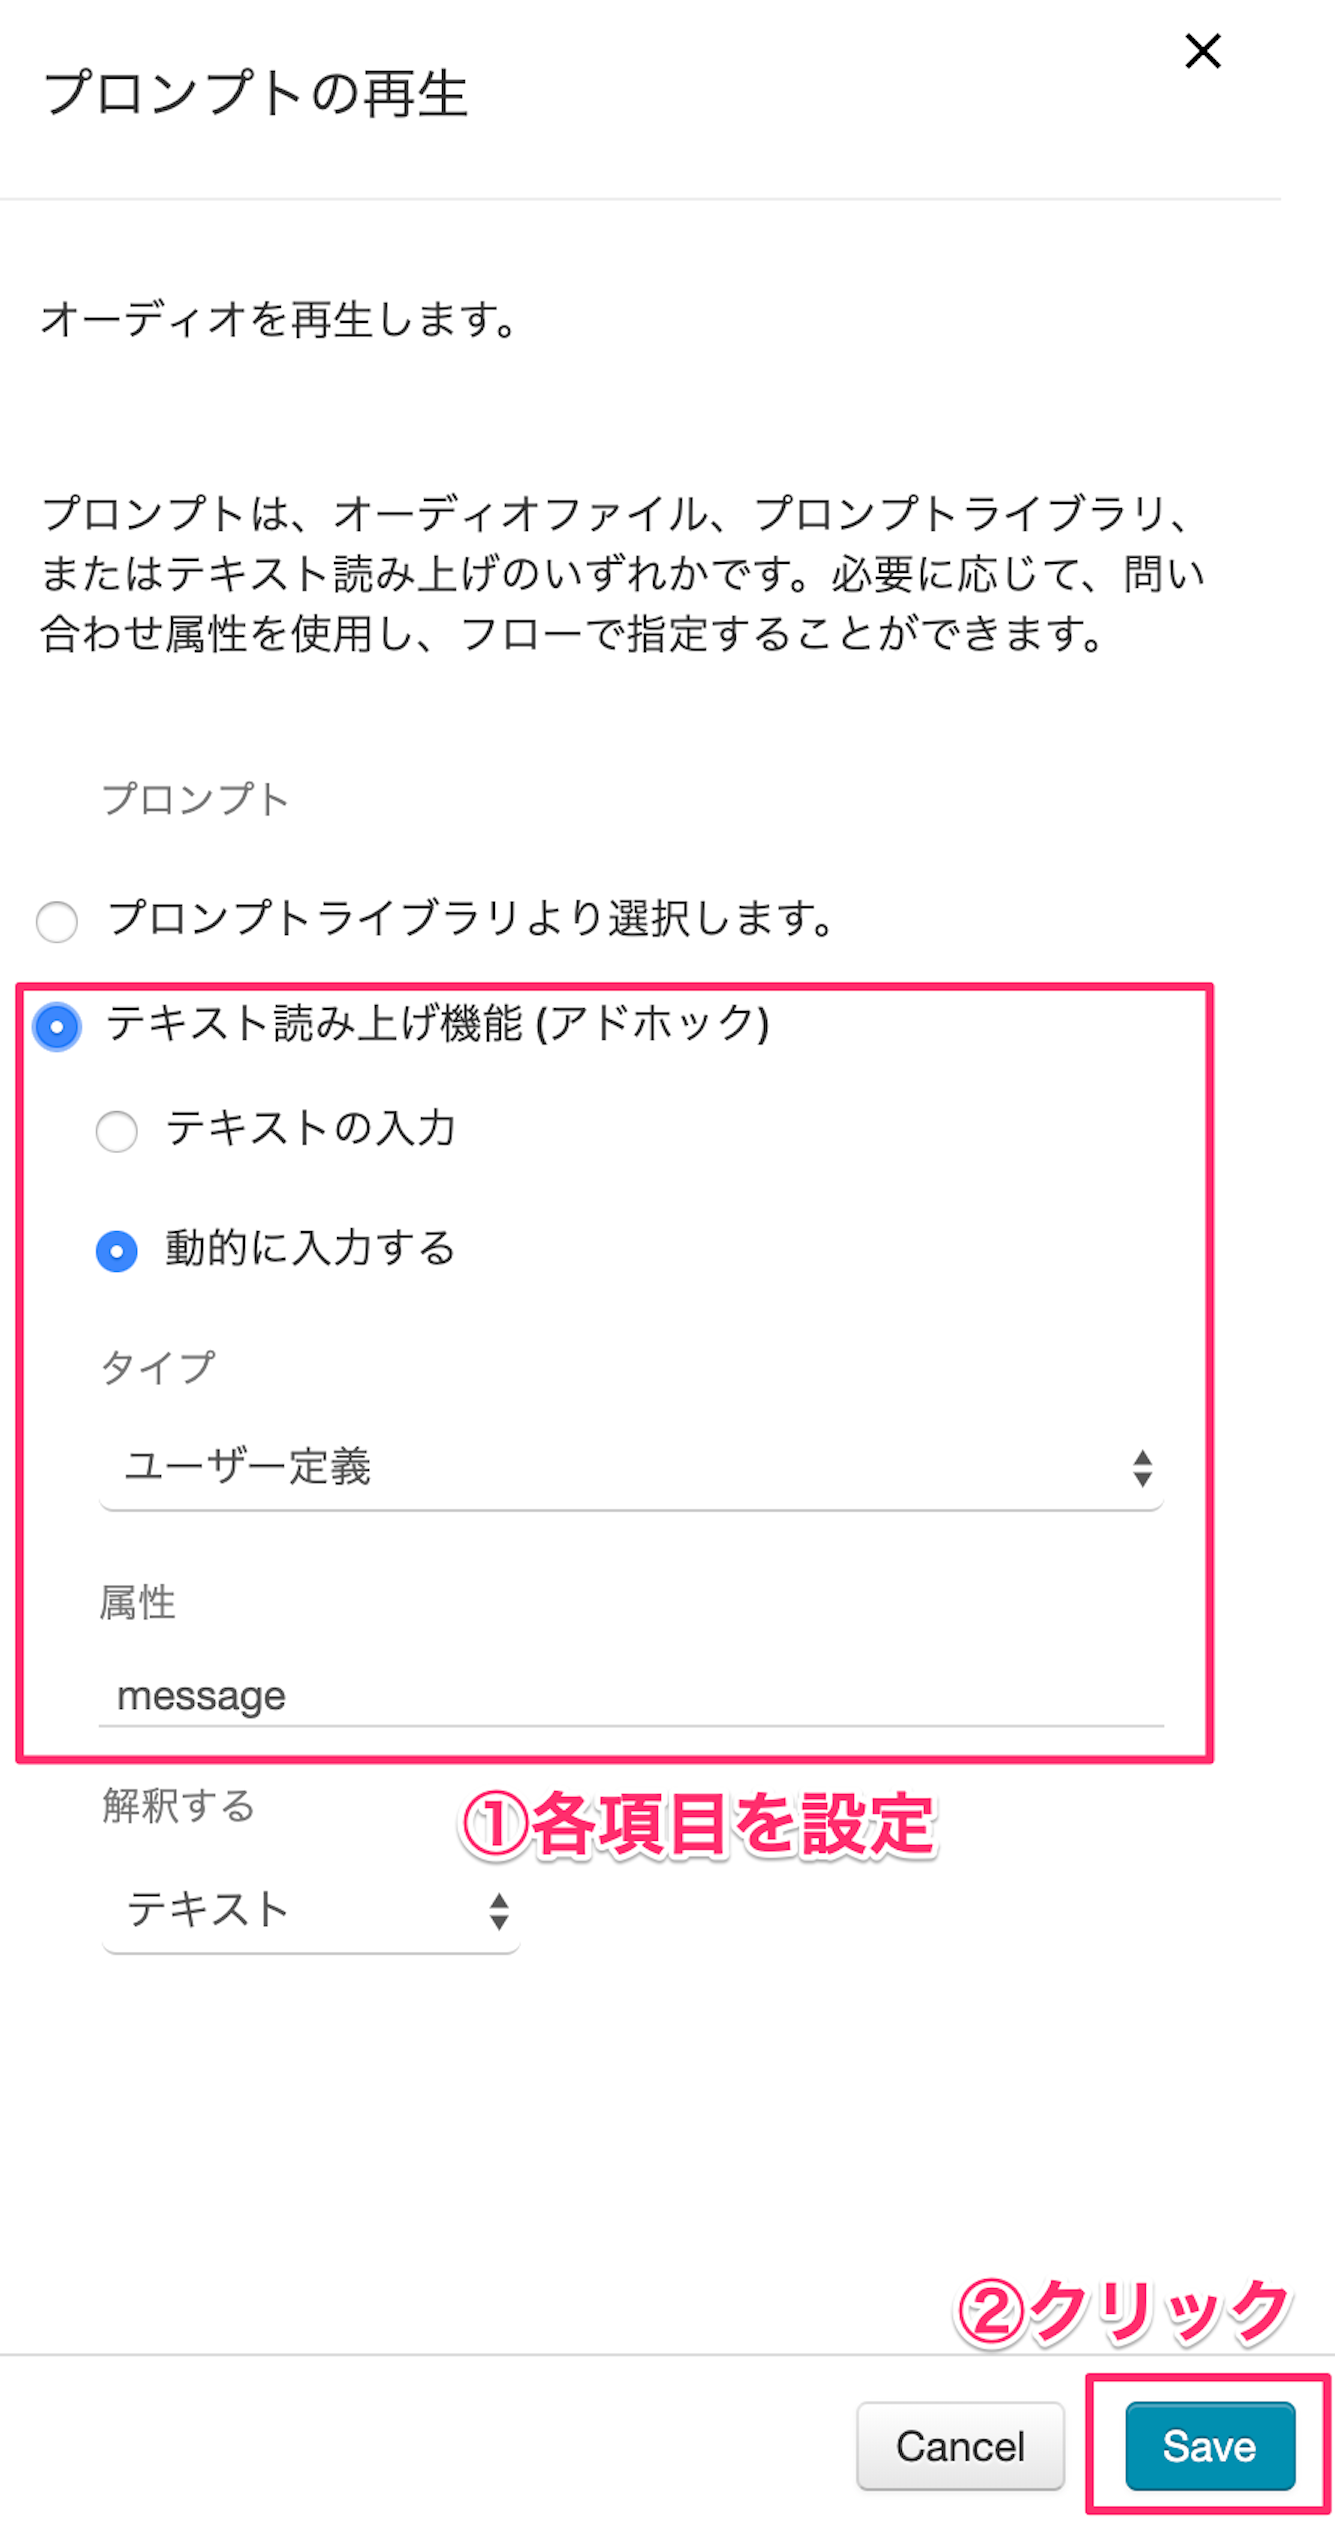 プロンプトの再生
オーディオを再生します。
プロンプトは、オーディオファイル、プロンプトライブラリ、
またはテキスト読み上げのいずれかです。必要に応じて、問い
合わせ属性を使用し、フローで指定することができます。
プロンプト
プロンプトライブラリより選択します。
テキスト読み上げ機能 (アドホック)
テキストの入力
動的に入力する
タイプ
ユーザー定義
属性
message
解釈する
①各項目を設定
テキスト
②クリック
Cancel
Save